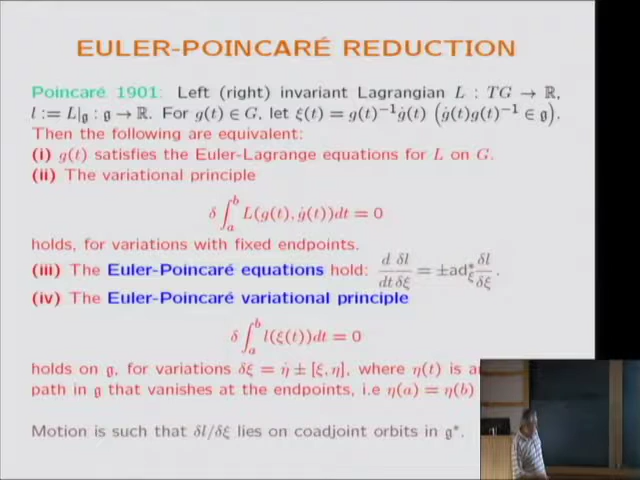 EULER-POINCARÉ REDUCTION
Poincaré 1901: Left (right) invariant Lagrangian L : TG → ℝ,
l := L|𝔤 : 𝔤 → ℝ. For g(t) ∈ G, let ξ(t) = g(t)⁻¹ġ(t) (ġ(t)g(t)⁻¹ ∈ 𝔤).
Then the following are equivalent:
(i) g(t) satisfies the Euler-Lagrange equations for L on G.
(ii) The variational principle
δ ∫ₐᵇ L(g(t), ġ(t))dt = 0
holds, for variations with fixed endpoints.
(iii) The Euler-Poincaré equations hold: d/dt δl/δξ = ±ad*_ξ δl/δξ.
(iv) The Euler-Poincaré variational principle
δ ∫ₐᵇ l(ξ(t))dt = 0
holds on 𝔤, for variations δξ = η̇ ± [ξ, η], where η(t) is
path in 𝔤 that vanishes at the endpoints, i.e η(a) = η(b)
Motion is such that δl/δξ lies on coadjoint orbits in 𝔤*.